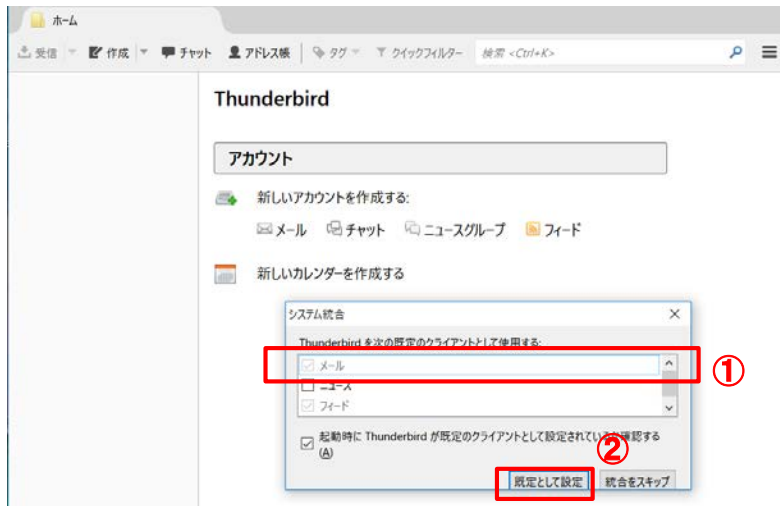 ホーム
受信 作成 チャット アドレス帳 タグ クイックフィルター 検索 <Ctrl+K>
Thunderbird
アカウント
新しいアカウントを作成する:
メール チャット ニュースグループ フィード
新しいカレンダーを作成する
システム統合
Thunderbird を次の既定のクライアントとして使用する:
メール
①
ニュース
フィード
起動時に Thunderbird が既定のクライアントとして設定されているか確認する
(A)
②
既定として設定 統合をスキップ